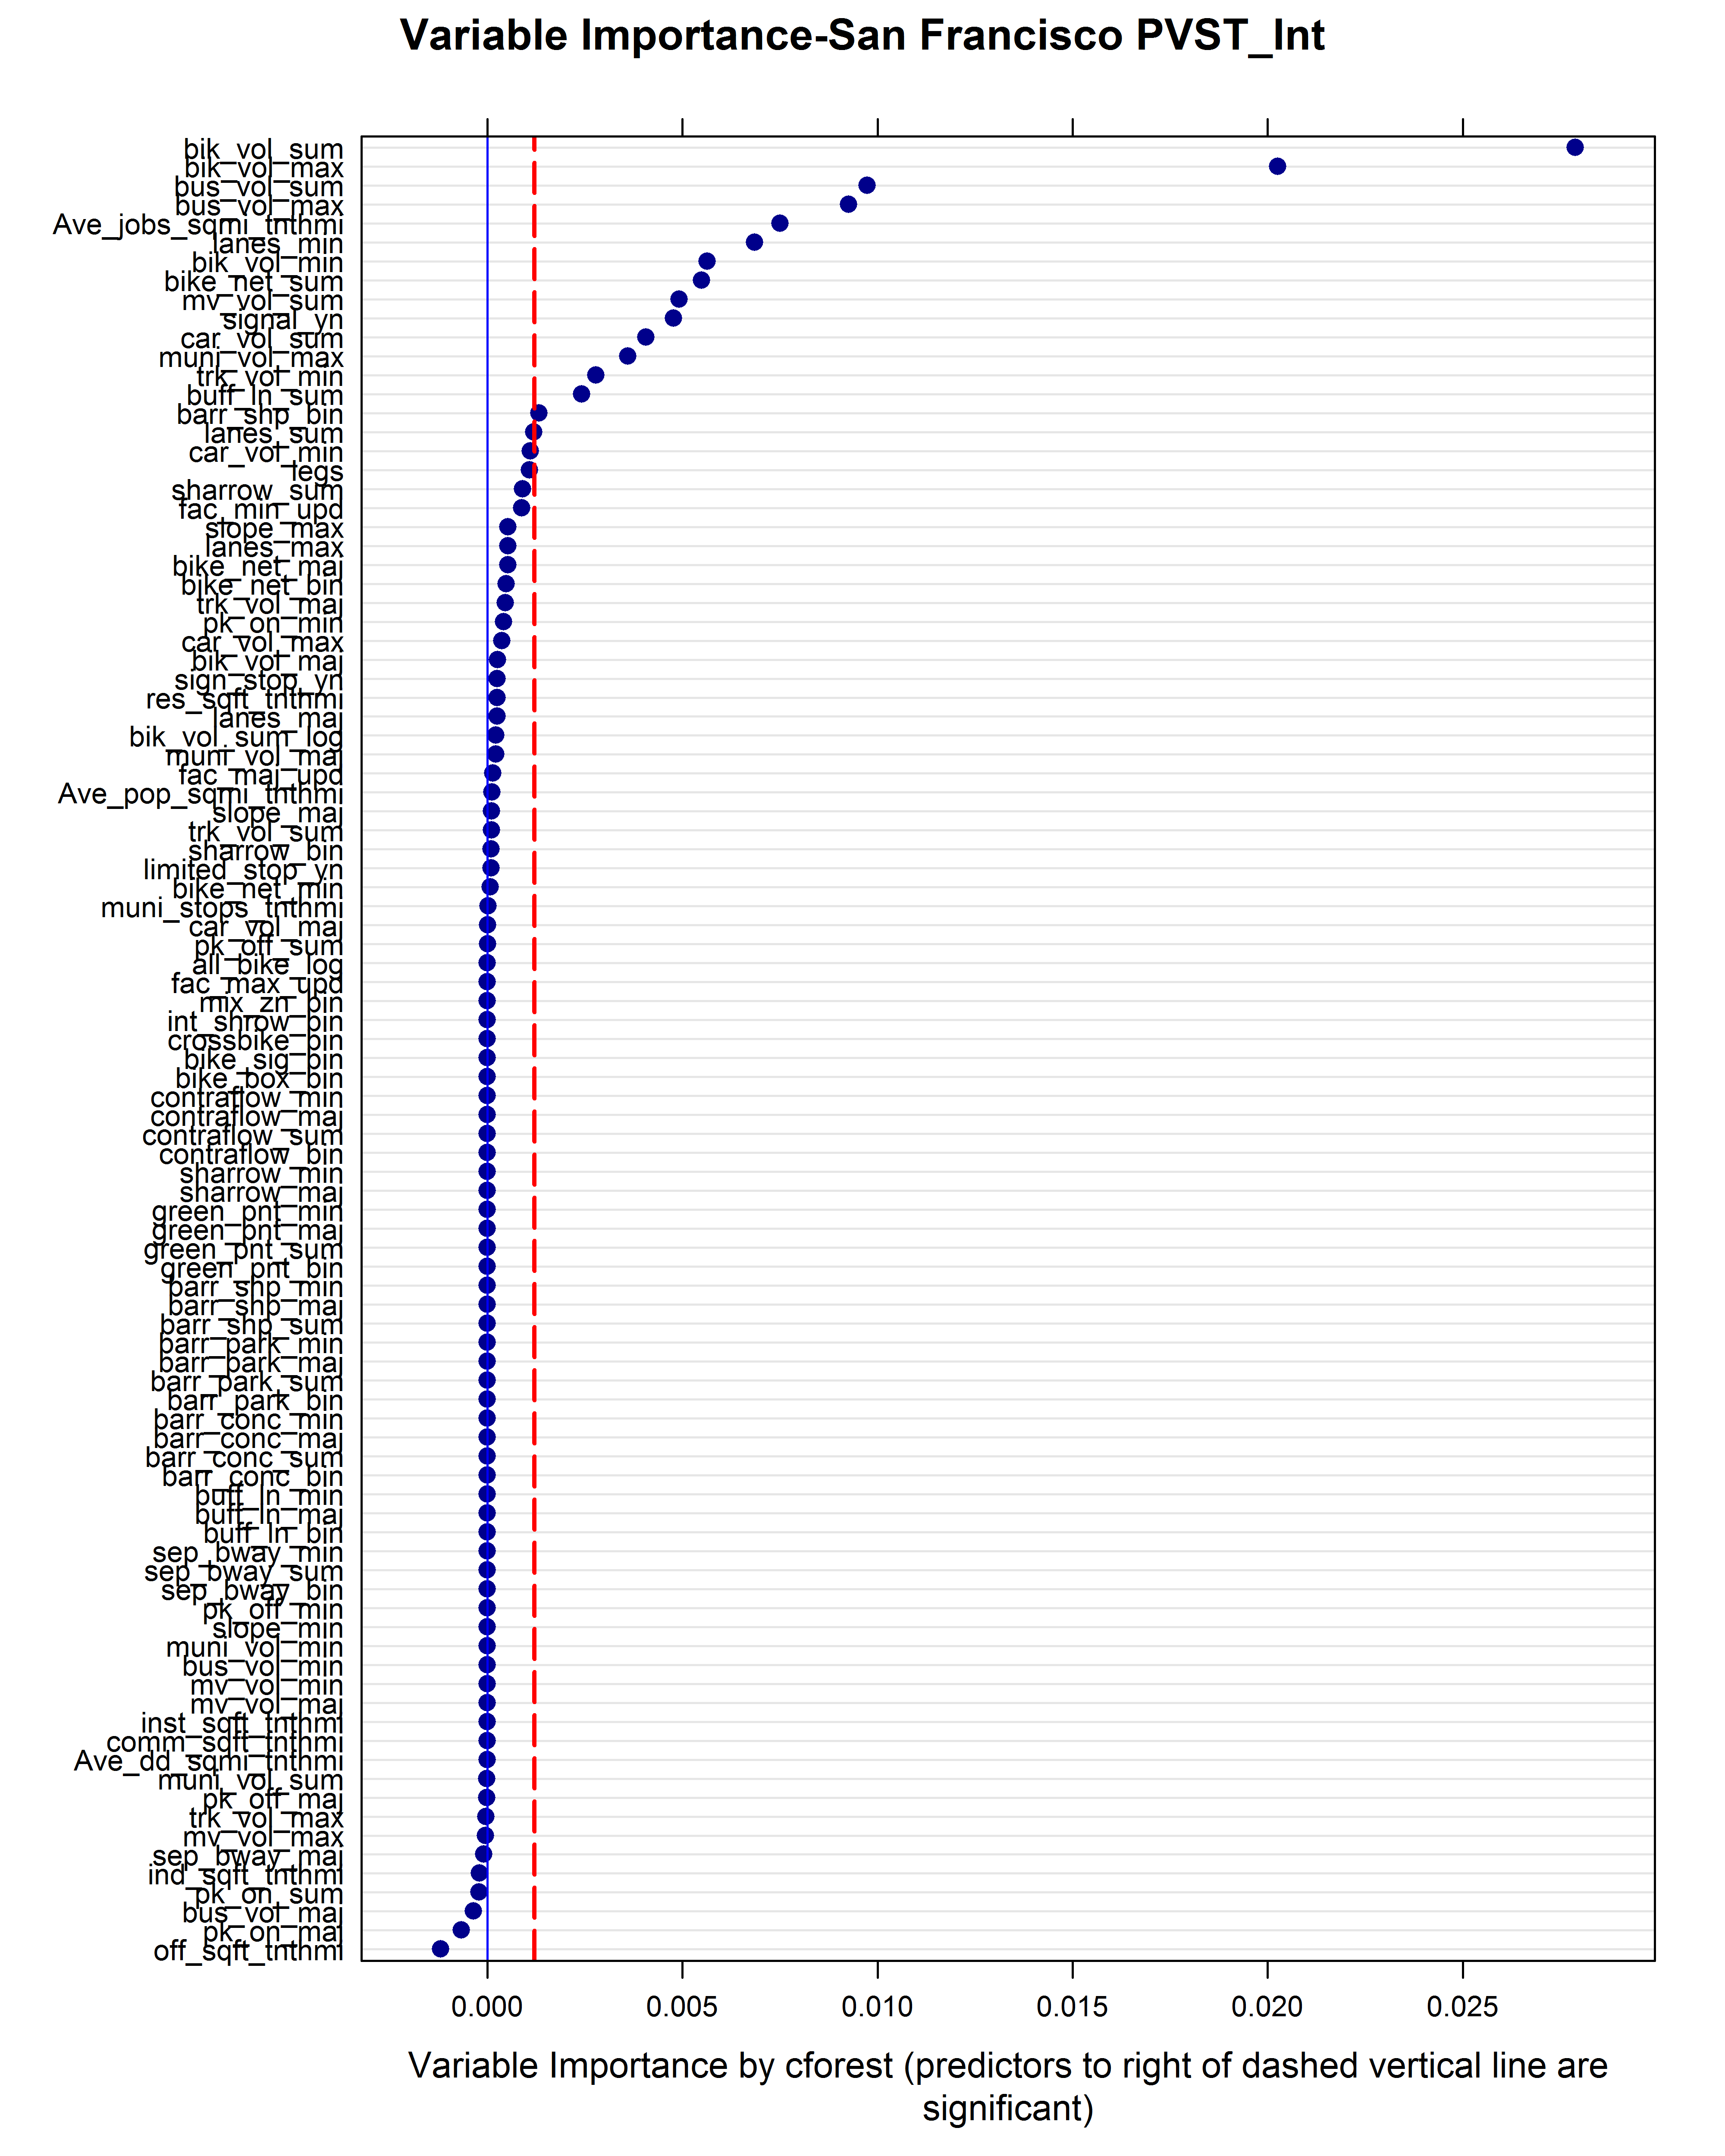 Variable Importance-San Francisco PVST_Int
bik_vol_sum
bik_vol_max
bus_vol_sum
bus_vol_max
Ave_jobs_sqmi_tnthmi
lanes_min
bik_vol_min
bike_net_sum
mv_vol_sum
signal_yn
car_vol_sum
muni_vol_max
trk_vol_min
buff_ln_sum
barr_shp_bin
lanes_sum
car_vol_min
legs
sharrow_sum
fac_min_upd
slope_max
lanes_max
bike_net_maj
bike_net_bin
trk_vol_maj
pk_on_min
car_vol_max
bik_vol_maj
sign_stop_yn
res_sqft_tnthmi
lanes_maj
bik_vol_sum_log
muni_vol_maj
fac_maj_upd
Ave_pop_sqmi_tnthmi
slope_maj
trk_vol_sum
sharrow_bin
limited_stop_yn
bike_net_min
muni_stops_tnthmi
car_vol_maj
pk_off_sum
all_bike_log
fac_max_upd
mix_zn_bin
int_shrow_bin
crossbike_bin
bike_sig_bin
bike_box_bin
contraflow_min
contraflow_maj
contraflow_sum
contraflow_bin
sharrow_min
sharrow_maj
green_pnt_min
green_pnt_maj
green_pnt_sum
green_pnt_bin
barr_shp_min
barr_shp_maj
barr_shp_sum
barr_park_min
barr_park_maj
barr_park_sum
barr_park_bin
barr_conc_min
barr_conc_maj
barr_conc_sum
barr_conc_bin
buff_ln_min
buff_ln_maj
buff_ln_bin
sep_bway_min
sep_bway_sum
sep_bway_bin
pk_off_min
slope_min
muni_vol_min
bus_vol_min
mv_vol_min
mv_vol_maj
inst_sqft_tnthmi
comm_sqft_tnthmi
Ave_dd_sqmi_tnthmi
muni_vol_sum
pk_off_maj
trk_vol_max
mv_vol_max
sep_bway_maj
ind_sqft_tnthmi
pk_on_sum
bus_vol_maj
pk_on_maj
off_sqft_tnthmi
0.000 0.005 0.010 0.015 0.020 0.025
Variable Importance by cforest (predictors to right of dashed vertical line are
significant)